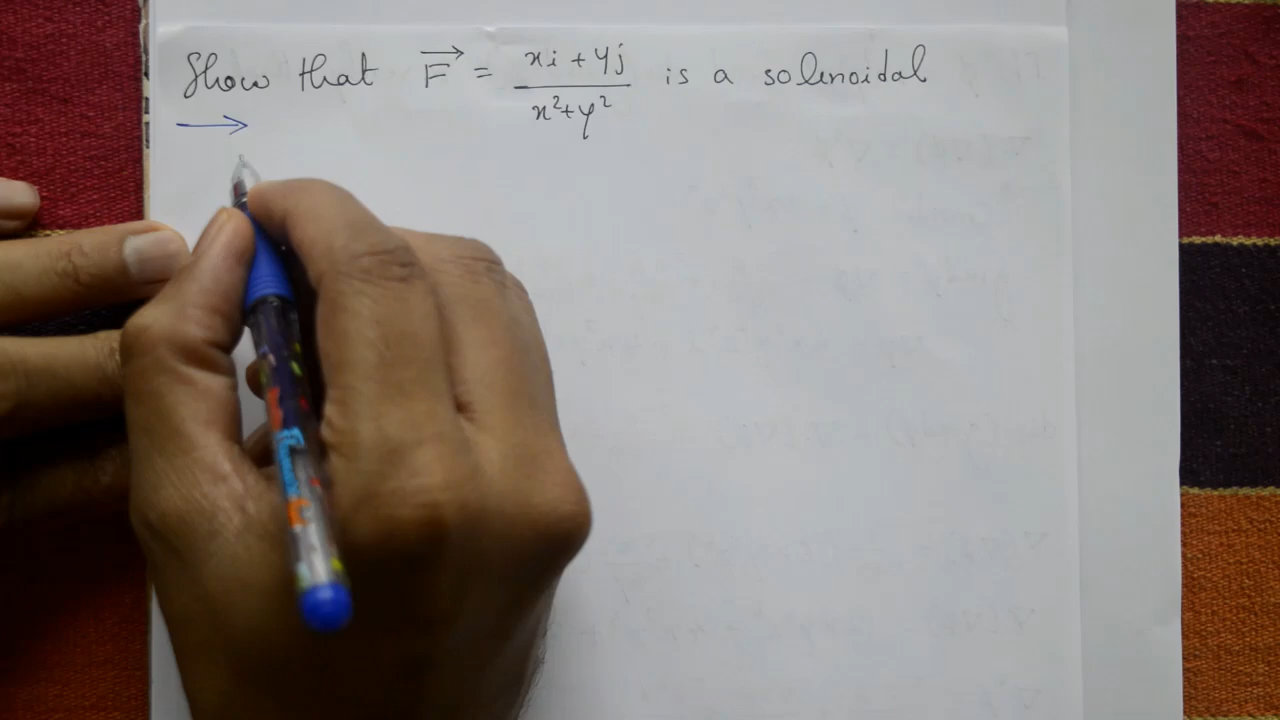 Show that F⃗ = (xi + yj)/(x²+y²) is a solenoidal